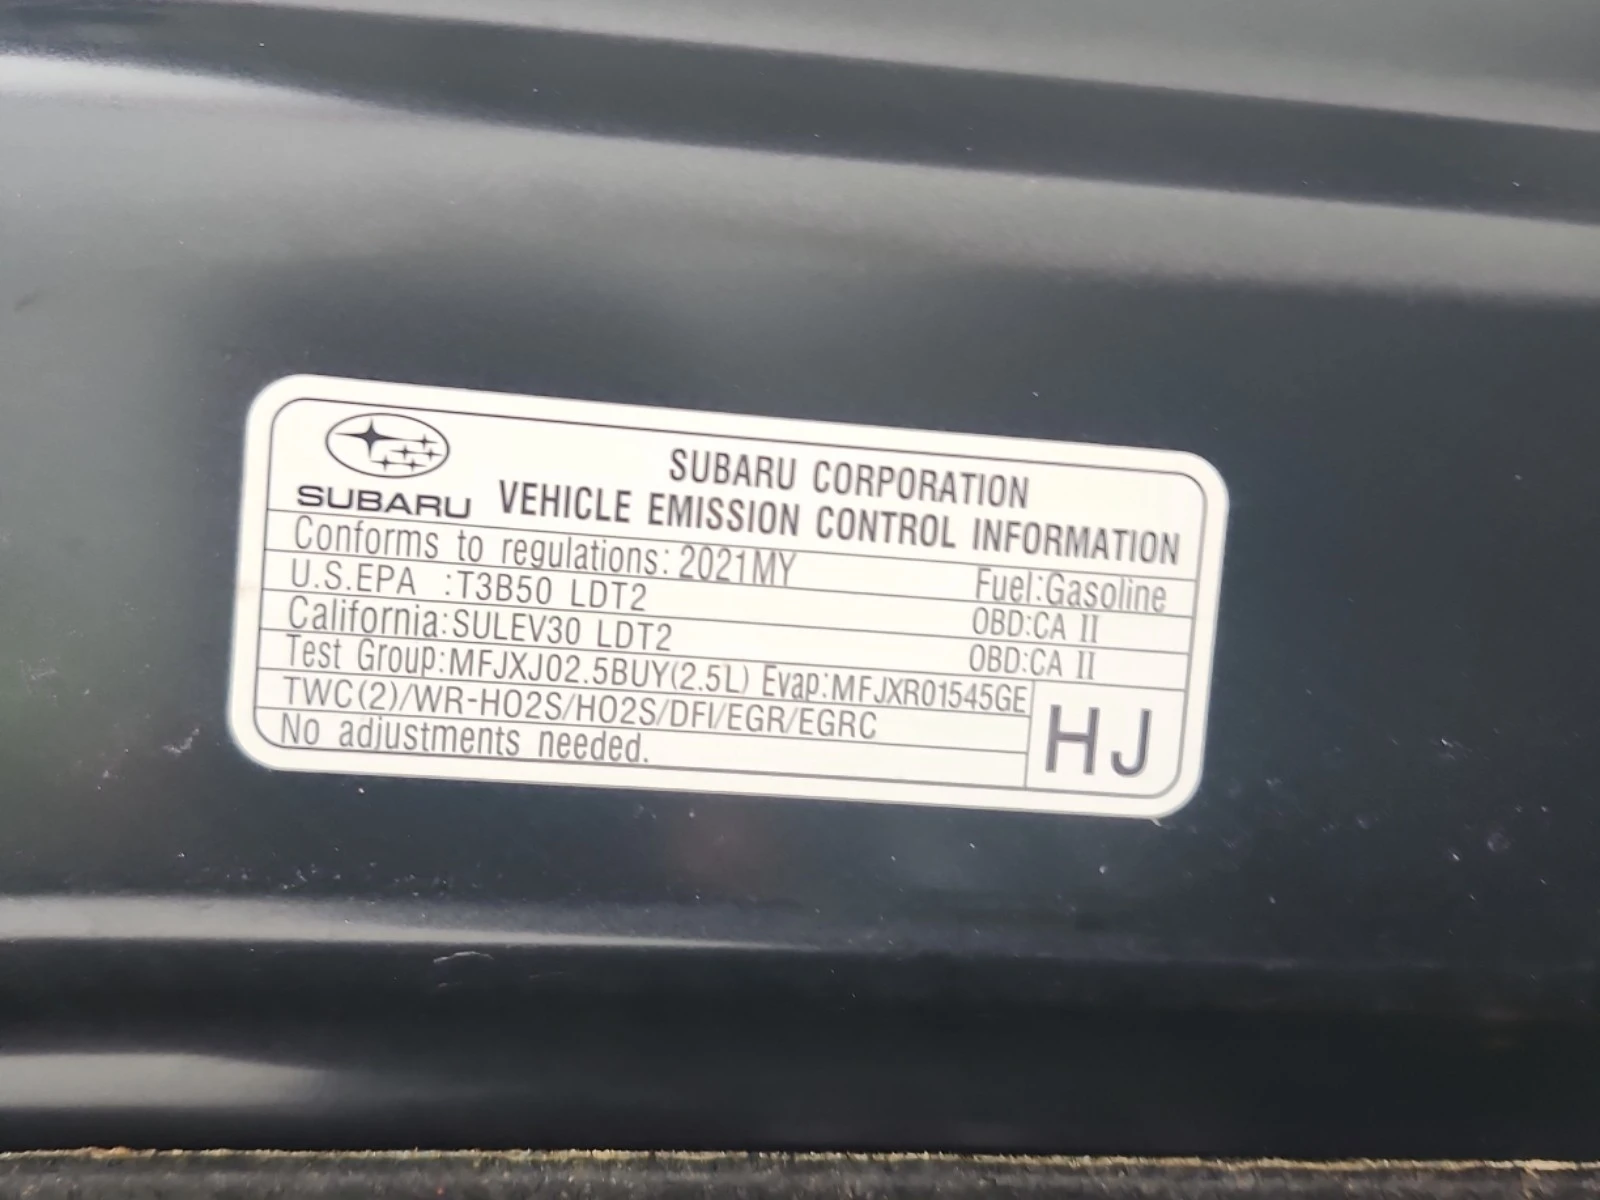 SUBARU
SUBARU CORPORATION
VEHICLE EMISSION CONTROL INFORMATION
Conforms to regulations: 2021MY Fuel:Gasoline
U.S.EPA :T3B50 LDT2 OBD:CA II
California:SULEV30 LDT2 OBD:CA II
Test Group:MFJXJ02.5BUY(2.5L) Evap:MFJXR01545GE
TWC(2)/WR-HO2S/HO2S/DFI/EGR/EGRC
No adjustments needed.
HJ